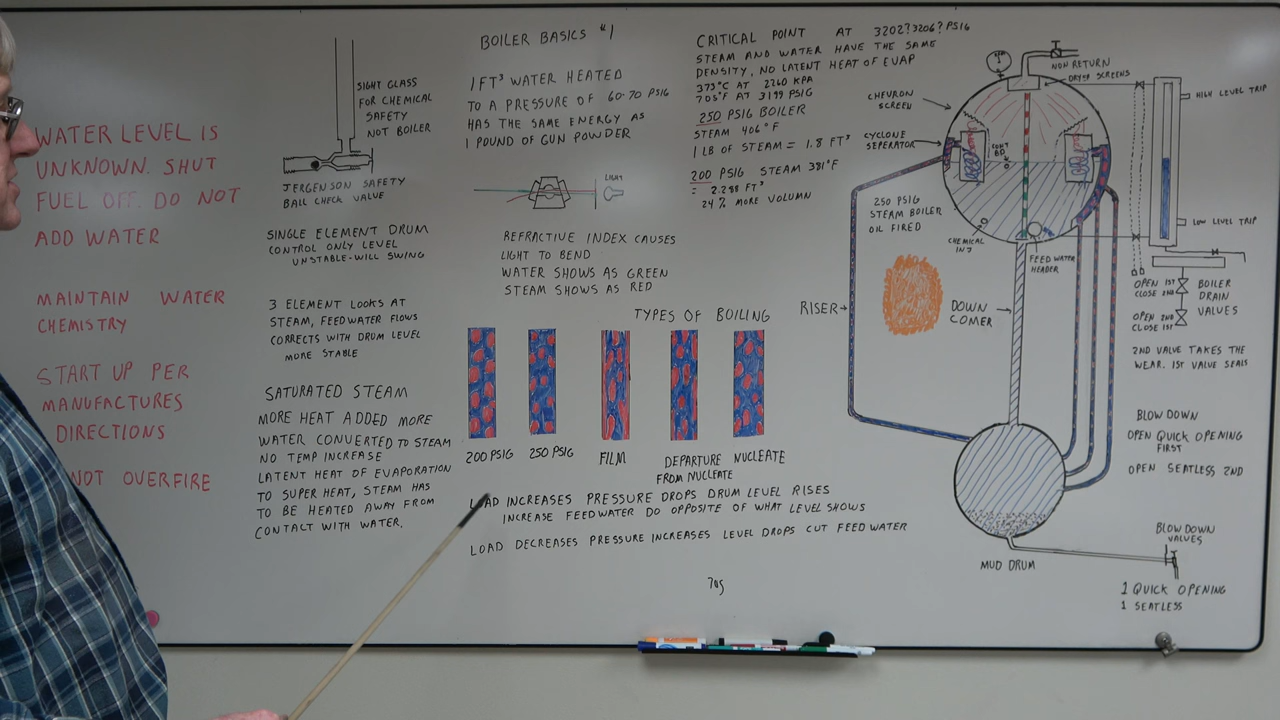 WATER LEVEL IS
UNKNOWN. SHUT
FUEL OFF. DO NOT
ADD WATER
MAINTAIN WATER
CHEMISTRY
START UP PER
MANUFACTURES
DIRECTIONS
NOT OVERFIRE
SIGHT GLASS
FOR CHEMICAL
SAFETY
NOT BOILER
JERGENSON SAFETY
BALL CHECK VALVE
SINGLE ELEMENT DRUM
CONTROL ONLY LEVEL
UNSTABLE-WILL SWING
3 ELEMENT LOOKS AT
STEAM, FEEDWATER FLOWS
CORRECTS WITH DRUM LEVEL
MORE STABLE
SATURATED STEAM
MORE HEAT ADDED MORE
WATER CONVERTED TO STEAM
NO TEMP INCREASE
LATENT HEAT OF EVAPORATION
TO SUPER HEAT, STEAM HAS
TO BE HEATED AWAY FROM
CONTACT WITH WATER.
BOILER BASICS #1
1 FT³ WATER HEATED
TO A PRESSURE OF 60-70 PSIG
HAS THE SAME ENERGY AS
1 POUND OF GUN POWDER
LIGHT
REFRACTIVE INDEX CAUSES
LIGHT TO BEND
WATER SHOWS AS GREEN
STEAM SHOWS AS RED
TYPES OF BOILING
200 PSIG
250 PSIG
FILM
DEPARTURE
FROM NUCLEATE
NUCLEATE
LOAD INCREASES PRESSURE DROPS DRUM LEVEL RISES
INCREASE FEEDWATER DO OPPOSITE OF WHAT LEVEL SHOWS
LOAD DECREASES PRESSURE INCREASES LEVEL DROPS CUT FEED WATER
705
CRITICAL POINT AT 3202? 3206? PSIG
STEAM AND WATER HAVE THE SAME
DENSITY, NO LATENT HEAT OF EVAP
373°C AT 2260 KPA
705°F AT 3199 PSIG
250 PSIG BOILER
STEAM 406°F
1 LB OF STEAM = 1.8 FT³
200 PSIG STEAM 381°F
= 2.288 FT³
24% MORE VOLUMN
250 PSIG
STEAM BOILER
OIL FIRED
NON RETURN
DRYER SCREENS
CHEVRON
SCREEN
CYCLONE
SEPERATOR
CONT
BD
CHEMICAL
INJ
FEED WATER
HEADER
RISER
DOWN
COMER
MUD DRUM
HIGH LEVEL TRIP
LOW LEVEL TRIP
OPEN 1ST
CLOSE 2ND
OPEN 2ND
CLOSE 1ST
BOILER
DRAIN
VALVES
2ND VALVE TAKES THE
WEAR. 1ST VALVE SEALS
BLOW DOWN
OPEN QUICK OPENING
FIRST
OPEN SEATLESS 2ND
BLOW DOWN
VALVES
1 QUICK OPENING
1 SEATLESS